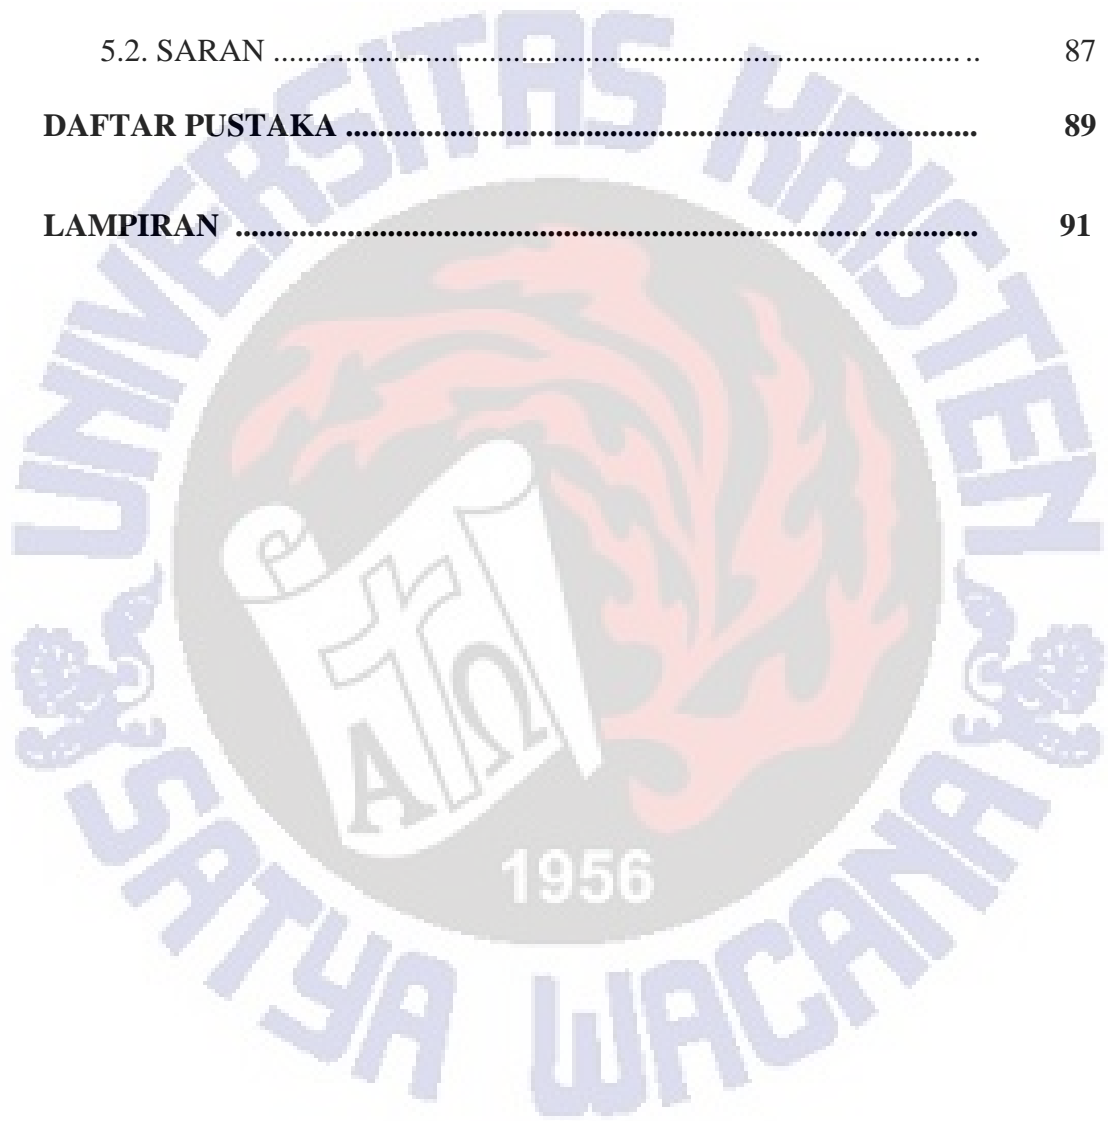 5.2. SARAN ........................................................................................ .. 87
DAFTAR PUSTAKA ............................................................................... 89
LAMPIRAN ............................................................................... ............. 91
UNIVERSITAS KRISTEN
A Ω
1956
SATYA WACANA